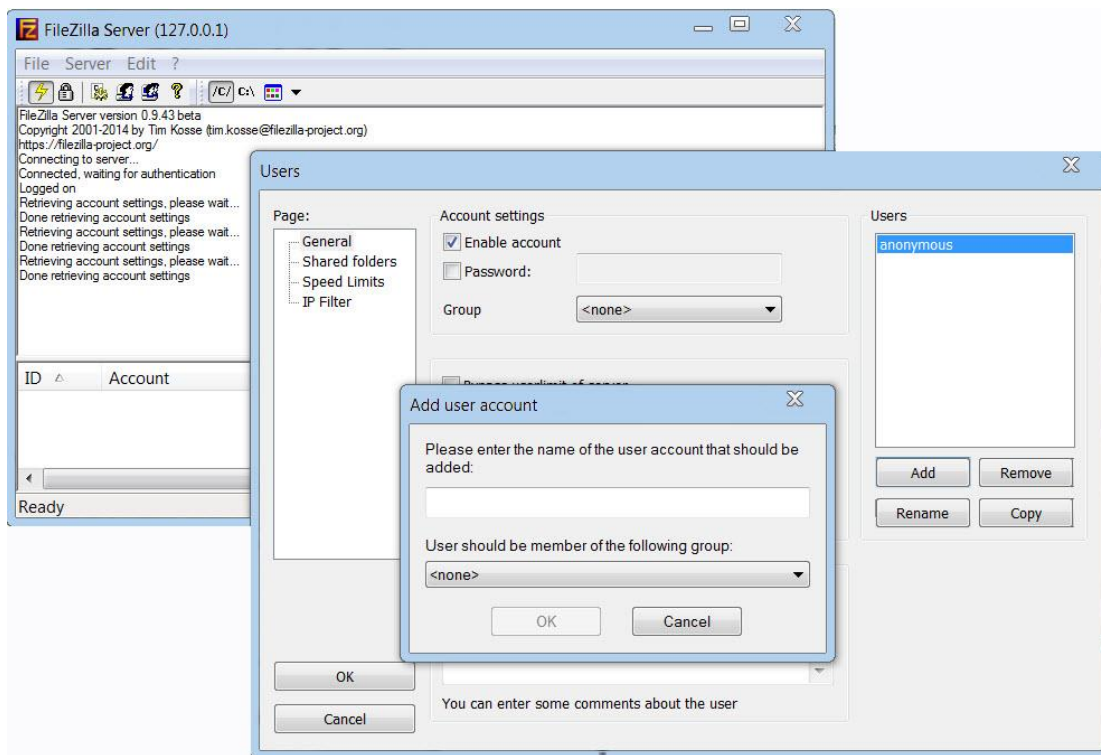 FileZilla Server (127.0.0.1)
File Server Edit ?
/C/ C:\
FileZilla Server version 0.9.43 beta
Copyright 2001-2014 by Tim Kosse (tim.kosse@filezilla-project.org)
https://filezilla-project.org/
Connecting to server...
Connected, waiting for authentication
Logged on
Retrieving account settings, please wait...
Done retrieving account settings
Retrieving account settings, please wait...
Done retrieving account settings
Retrieving account settings, please wait...
Done retrieving account settings
ID Account
Ready
Users
Page:
General
Shared folders
Speed Limits
IP Filter
OK
Cancel
Account settings
Enable account
Password:
Group <none>
Bypass userlimit of server
Users
anonymous
Add Remove
Rename Copy
Add user account
Please enter the name of the user account that should be
added:
User should be member of the following group:
<none>
OK Cancel
You can enter some comments about the user